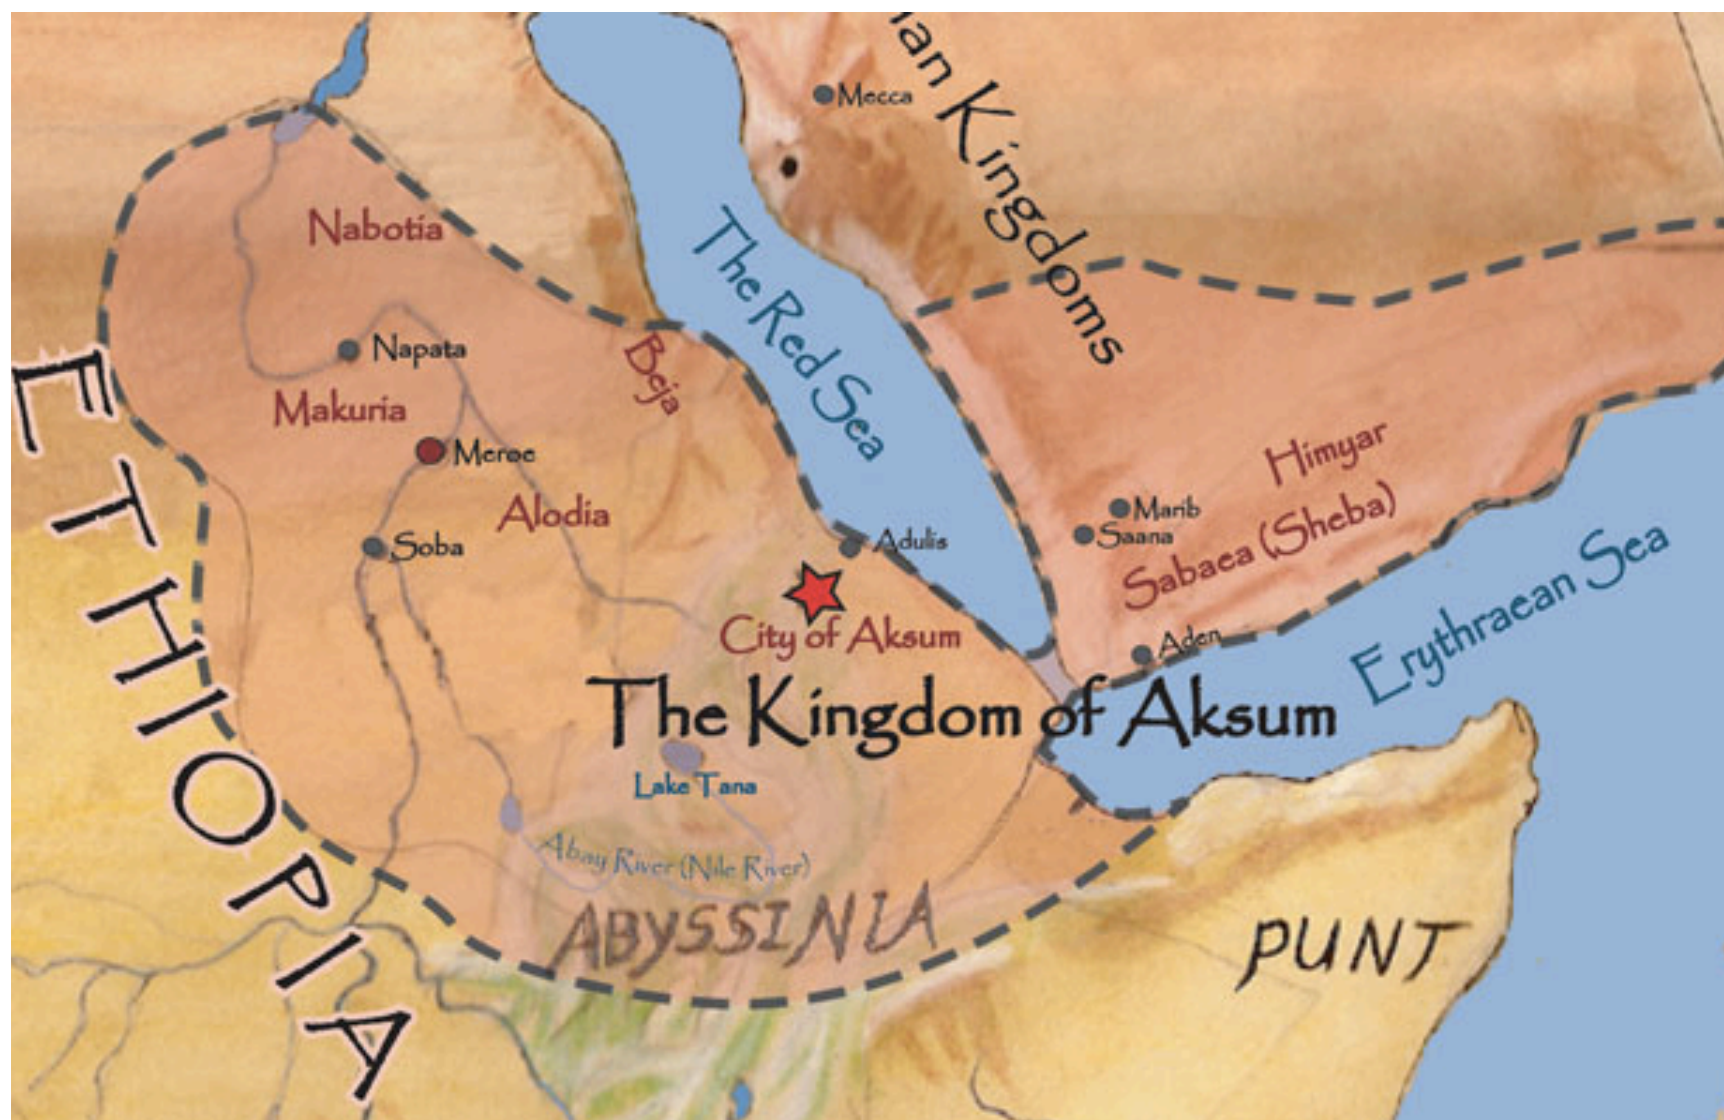 ian Kingdoms
Mecca
The Red Sea
Nabotia
Napata
Beja
Makuria
Meroe
Alodia
Soba
Adulis
City of Aksum
The Kingdom of Aksum
Himyar
Marib
Saana
Sabaea (Sheba)
Aden
Erythraean Sea
Lake Tana
Abay River (Nile River)
ABYSSINIA
PUNT
ETHIOPIA